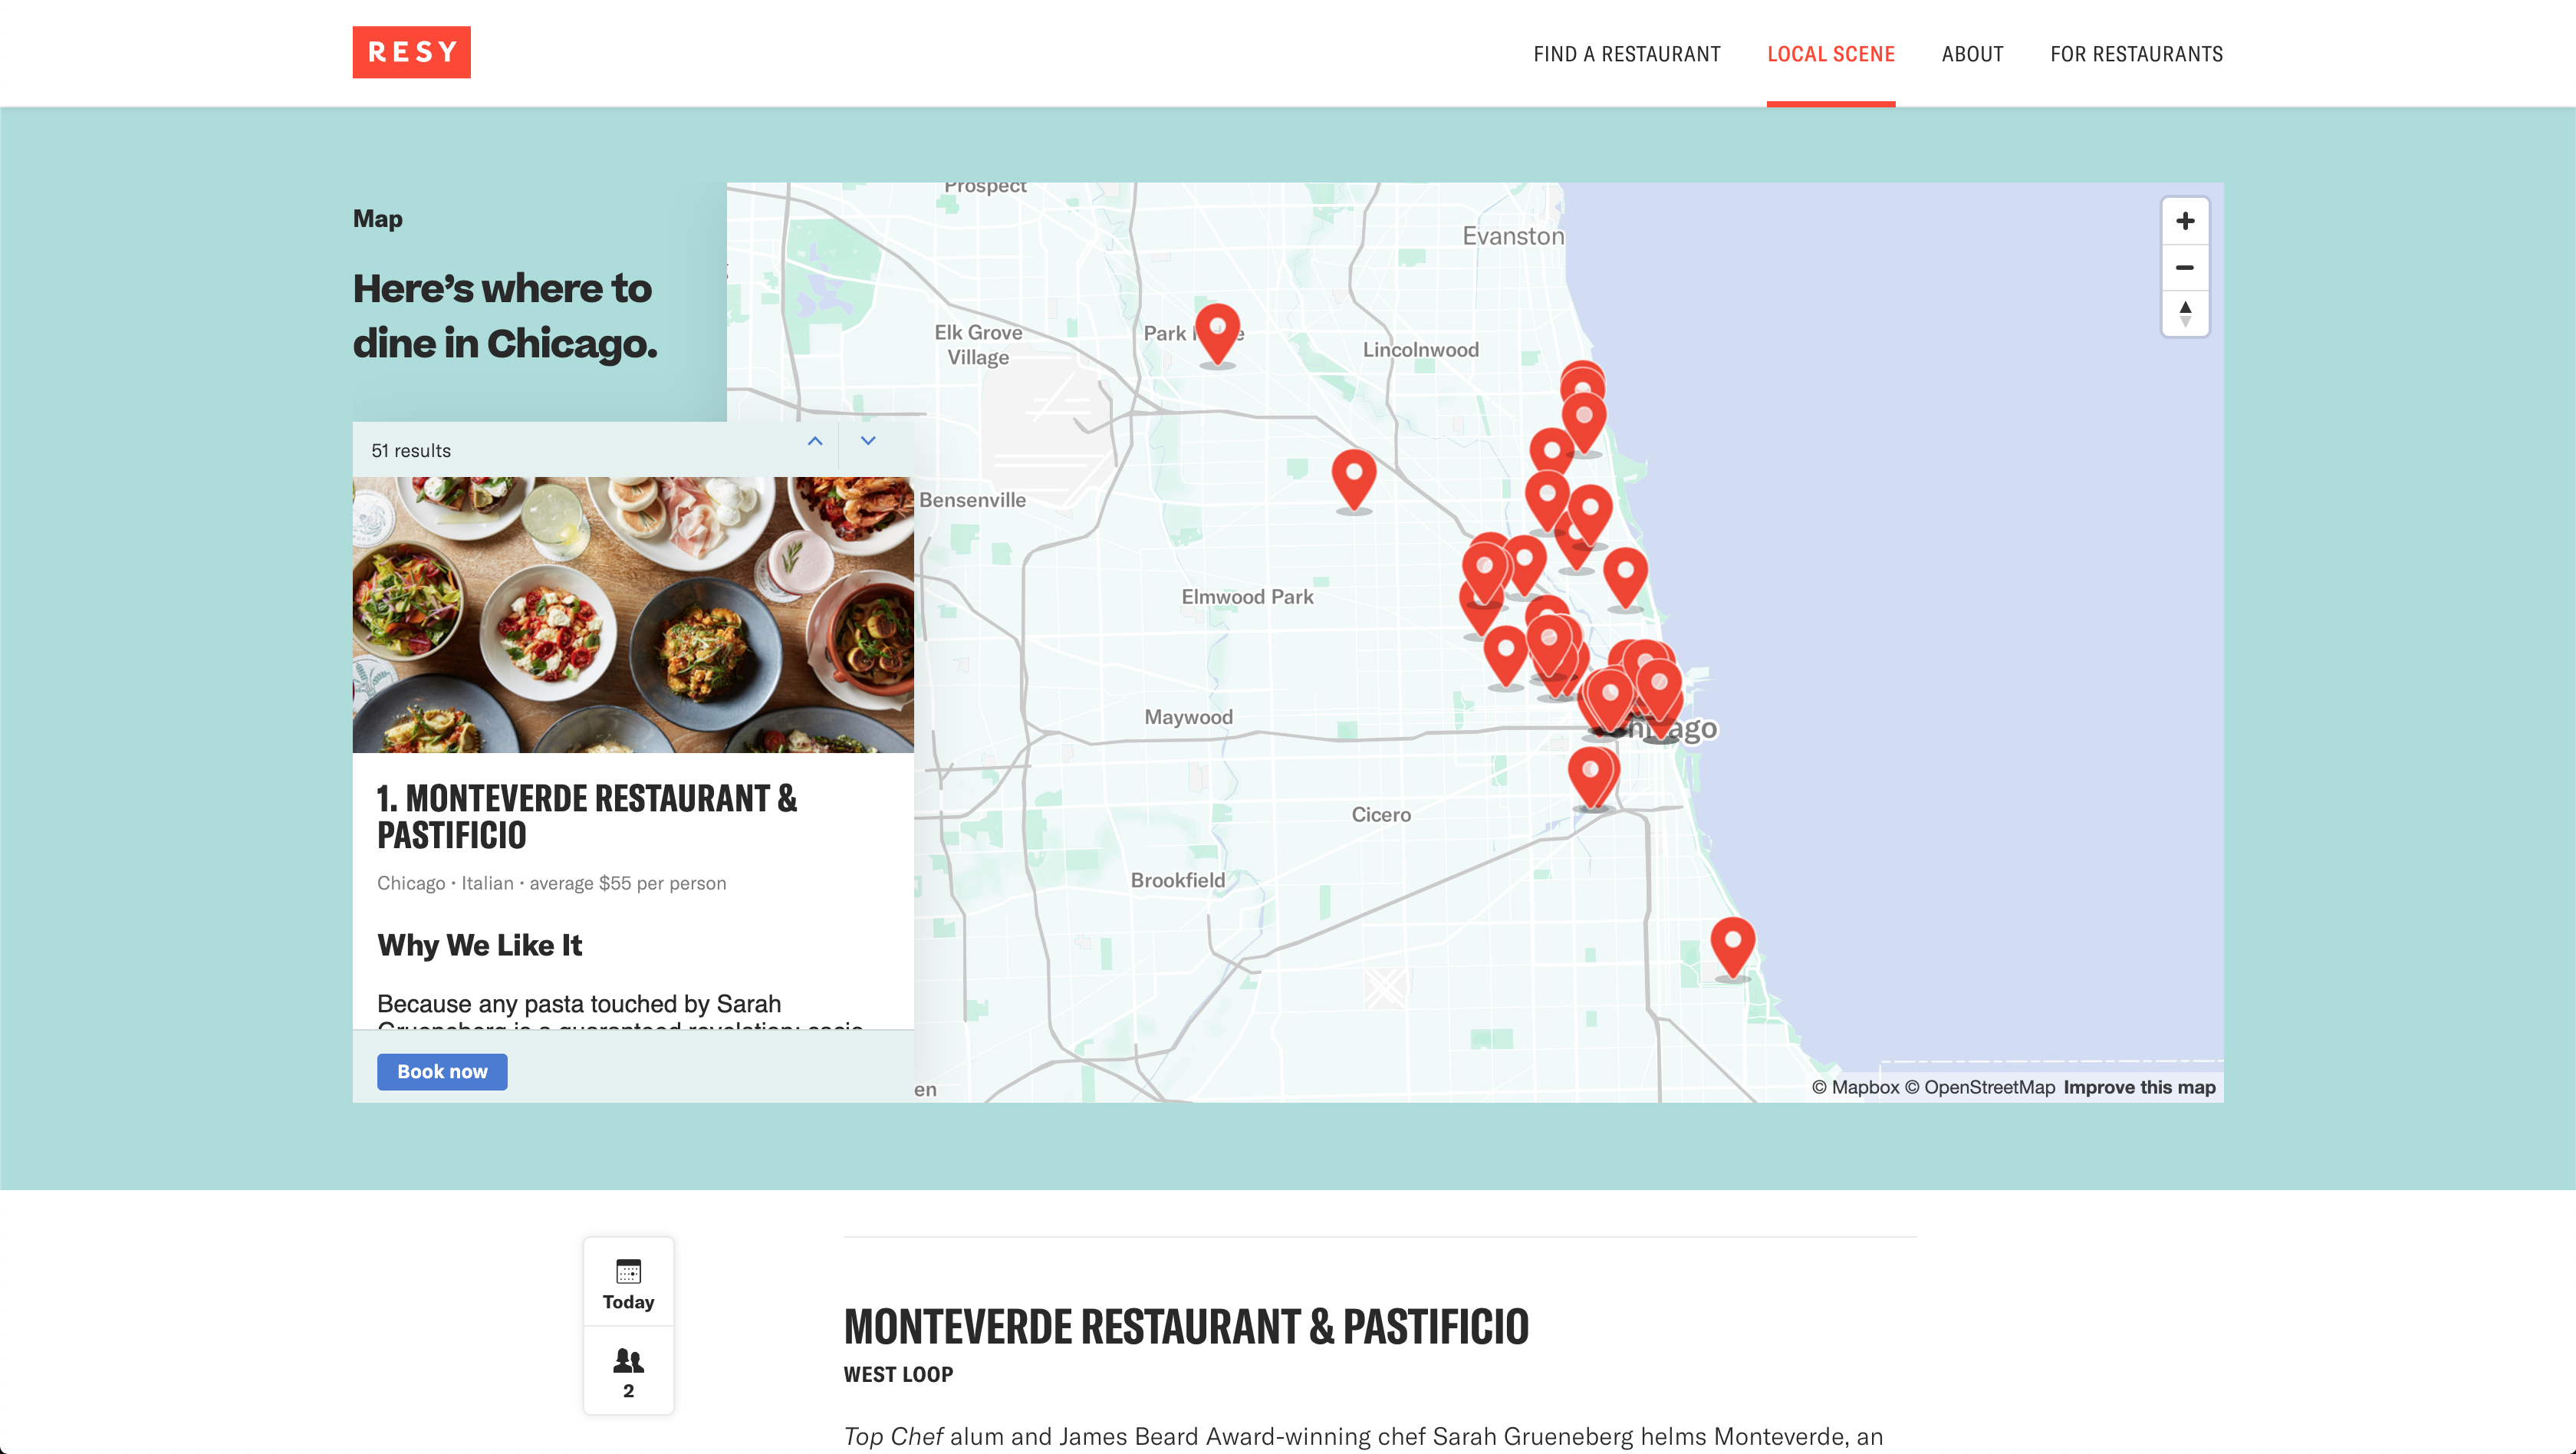 RESY
FIND A RESTAURANT
LOCAL SCENE
ABOUT
FOR RESTAURANTS
Map
Here's where to
dine in Chicago.
51 results
1. MONTEVERDE RESTAURANT &
PASTIFICIO
Chicago • Italian • average $55 per person
Why We Like It
Because any pasta touched by Sarah
Book now
Prospect
Evanston
Elk Grove
Village
Park
Lincolnwood
Bensenville
Elmwood Park
Maywood
Cicero
Brookfield
en
© Mapbox © OpenStreetMap Improve this map
Today
2
MONTEVERDE RESTAURANT & PASTIFICIO
WEST LOOP
Top Chef alum and James Beard Award-winning chef Sarah Grueneberg helms Monteverde, an